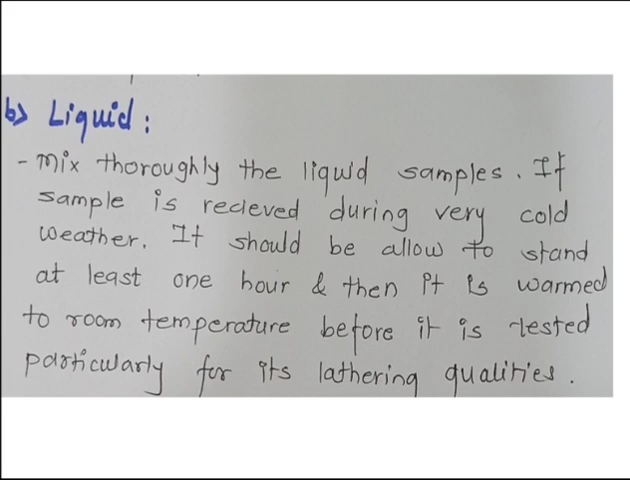 b) Liquid :
- Mix thoroughly the liquid samples. If
sample is recieved during very cold
weather. It should be allow to stand
at least one hour & then it is warmed
to room temperature before it is tested
particularly for its lathering qualities.